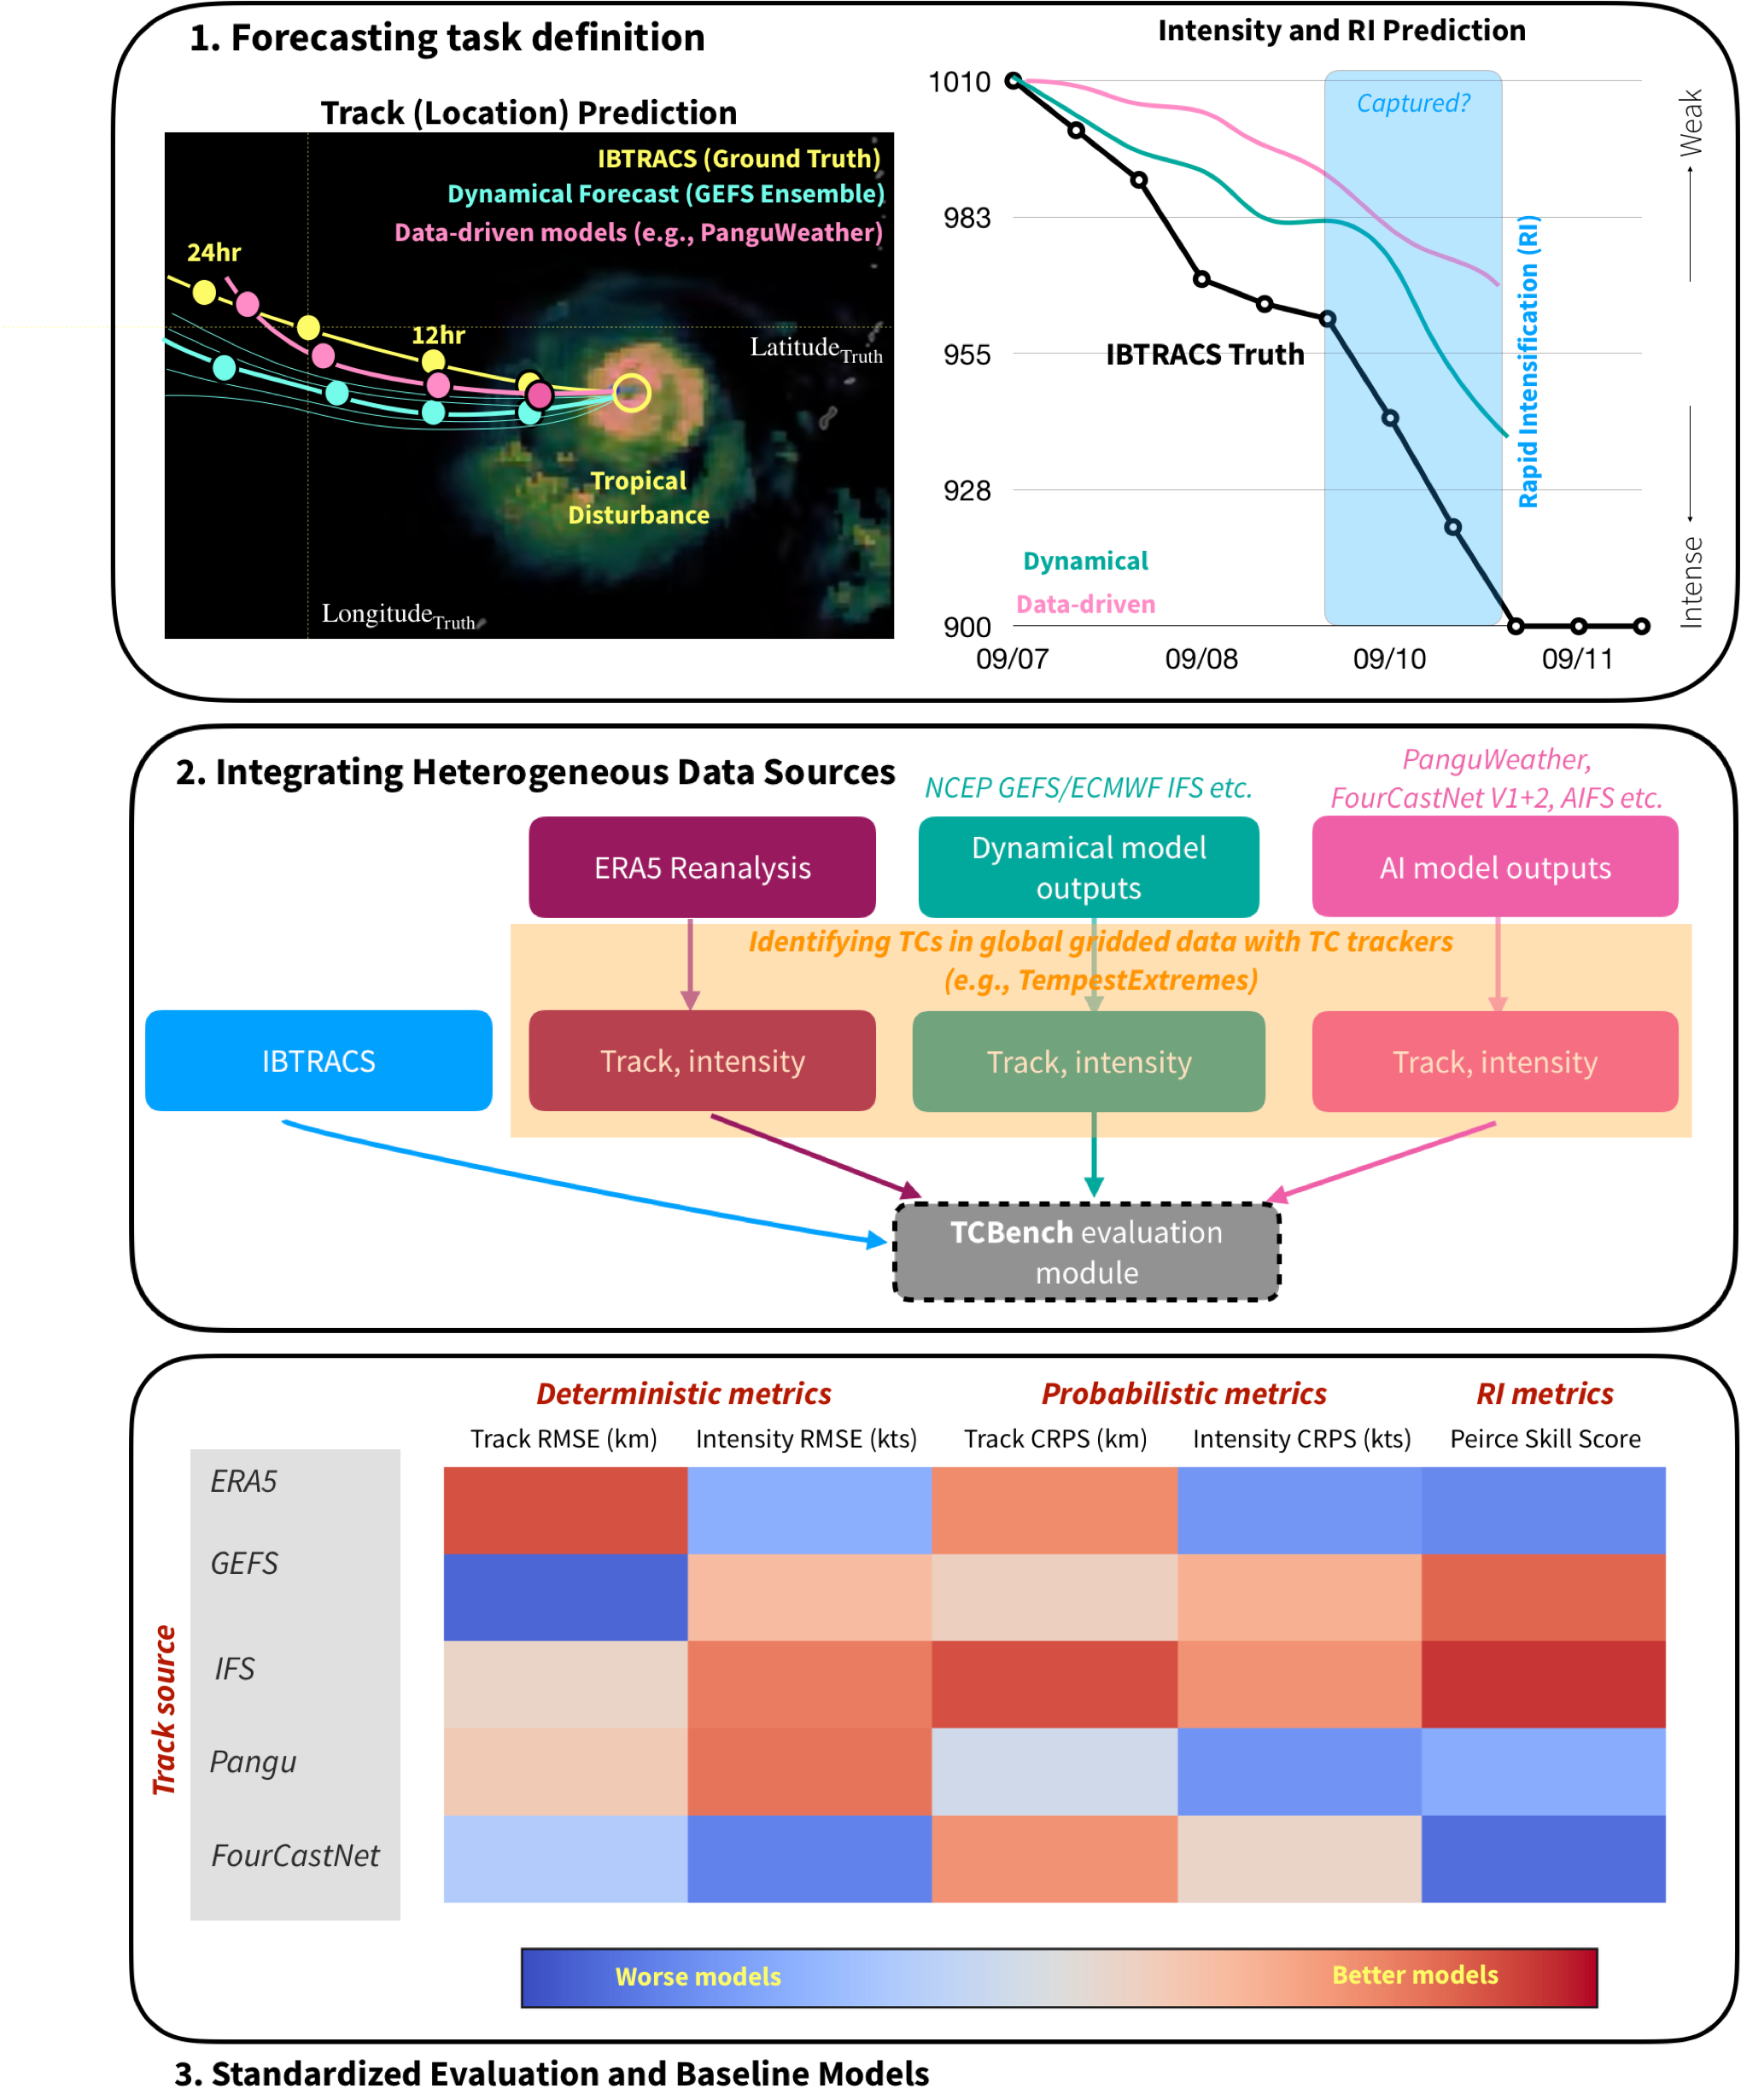 1. Forecasting task definition
Track (Location) Prediction
IBTRACS (Ground Truth)
Dynamical Forecast (GEFS Ensemble)
Data-driven models (e.g., PanguWeather)
24hr
12hr
Latitude Truth
Tropical
Disturbance
Longitude Truth
Intensity and RI Prediction
1010
983
955
928
900
09/07
09/08
09/10
09/11
Captured?
IBTRACS Truth
Dynamical
Data-driven
Rapid Intensification (RI)
Weak
Intense
2. Integrating Heterogeneous Data Sources
NCEP GEFS/ECMWF IFS etc.
PanguWeather,
FourCastNet V1+2, AIFS etc.
ERA5 Reanalysis
Dynamical model
outputs
AI model outputs
Identifying TCs in global gridded data with TC trackers
(e.g., TempestExtremes)
IBTRACS
Track, intensity
Track, intensity
Track, intensity
TCBench evaluation
module
Deterministic metrics
Probabilistic metrics
RI metrics
Track RMSE (km)
Intensity RMSE (kts)
Track CRPS (km)
Intensity CRPS (kts)
Peirce Skill Score
Track source
ERA5
GEFS
IFS
Pangu
FourCastNet
Worse models
Better models
3. Standardized Evaluation and Baseline Models